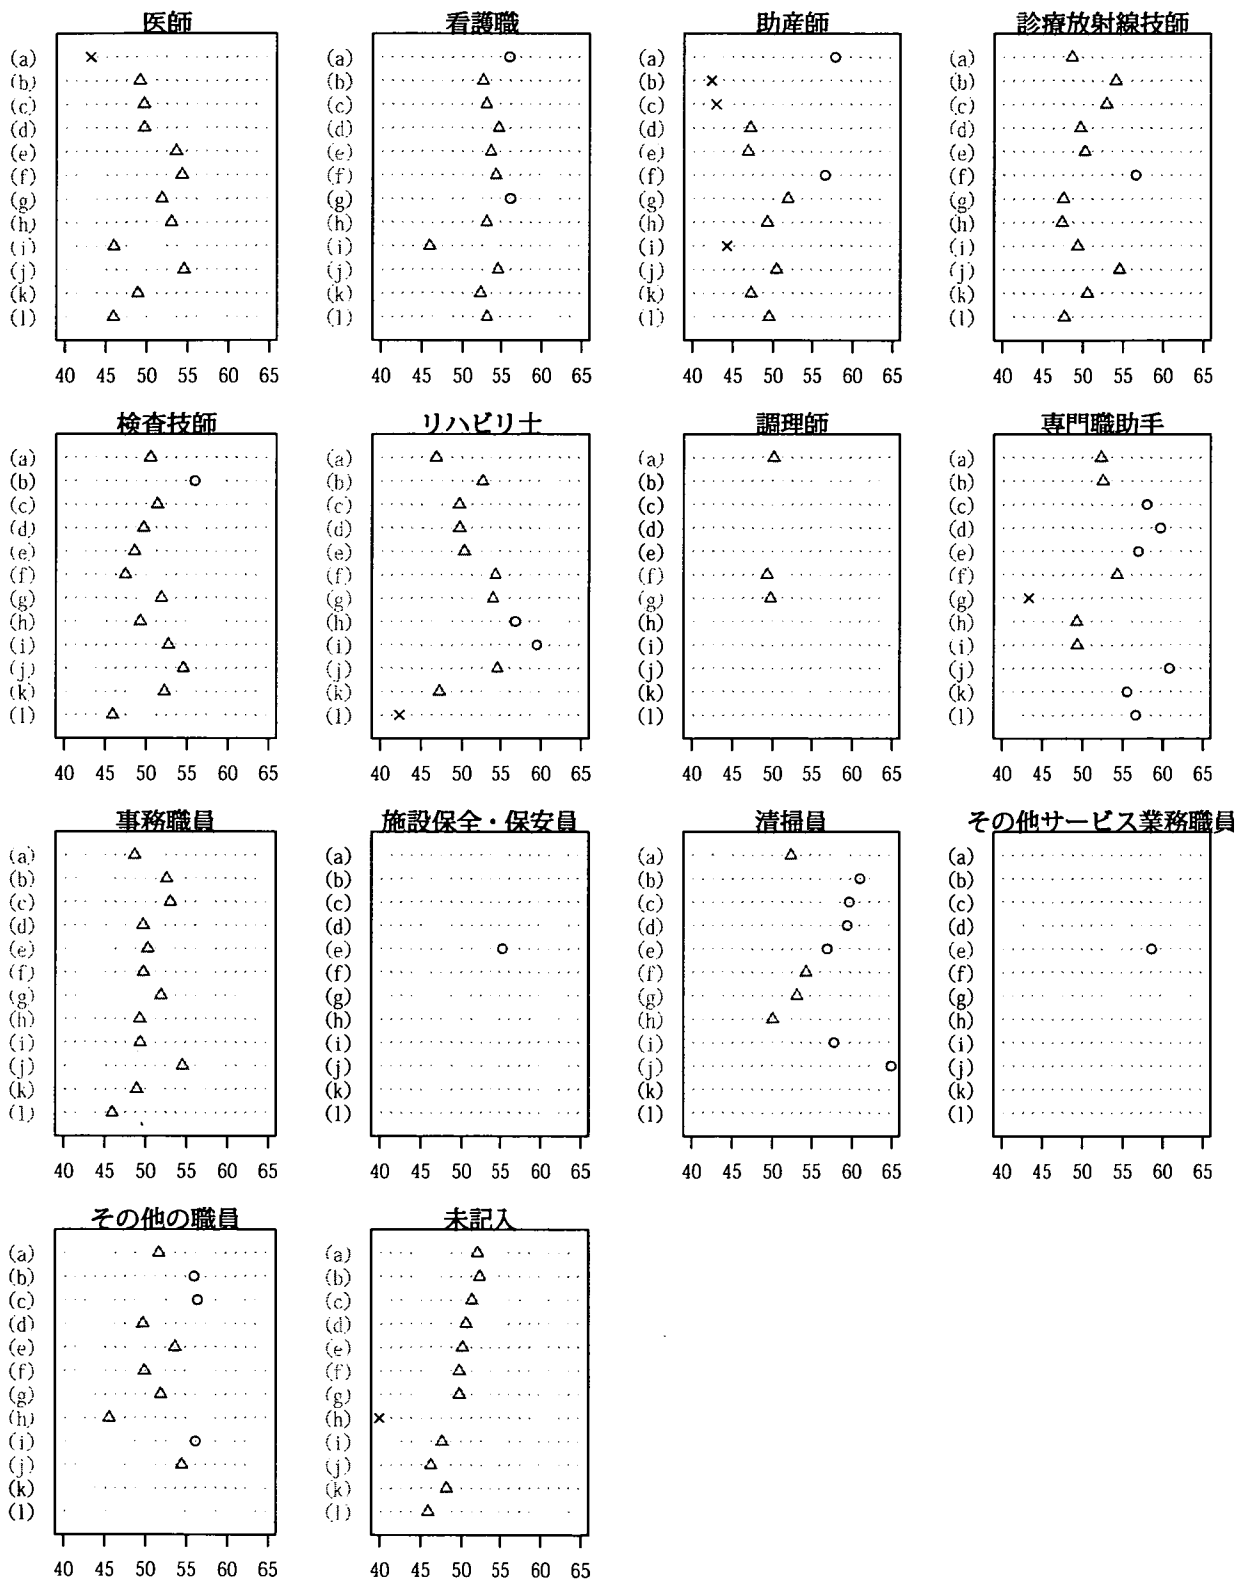 医師 看護職 助産師 診療放射線技師
(a) (a) (a) (a)
(b) (b) (b) (b)
(c) (c) (c) (c)
(d) (d) (d) (d)
(e) (e) (e) (e)
(f) (f) (f) (f)
(g) (g) (g) (g)
(h) (h) (h) (h)
(i) (i) (i) (i)
(j) (j) (j) (j)
(k) (k) (k) (k)
(l) (l) (l) (l)
40 45 50 55 60 65 40 45 50 55 60 65 40 45 50 55 60 65 40 45 50 55 60 65
検査技師 リハビリ士 調理師 専門職助手
(a) (a) (a) (a)
(b) (b) (b) (b)
(c) (c) (c) (c)
(d) (d) (d) (d)
(e) (e) (e) (e)
(f) (f) (f) (f)
(g) (g) (g) (g)
(h) (h) (h) (h)
(i) (i) (i) (i)
(j) (j) (j) (j)
(k) (k) (k) (k)
(l) (l) (l) (l)
40 45 50 55 60 65 40 45 50 55 60 65 40 45 50 55 60 65 40 45 50 55 60 65
事務職員 施設保全・保安員 清掃員 その他サービス業務職員
(a) (a) (a) (a)
(b) (b) (b) (b)
(c) (c) (c) (c)
(d) (d) (d) (d)
(e) (e) (e) (e)
(f) (f) (f) (f)
(g) (g) (g) (g)
(h) (h) (h) (h)
(i) (i) (i) (i)
(j) (j) (j) (j)
(k) (k) (k) (k)
(l) (l) (l) (l)
40 45 50 55 60 65 40 45 50 55 60 65 40 45 50 55 60 65 40 45 50 55 60 65
その他の職員 未記入
(a) (a)
(b) (b)
(c) (c)
(d) (d)
(e) (e)
(f) (f)
(g) (g)
(h) (h)
(i) (i)
(j) (j)
(k) (k)
(l) (l)
40 45 50 55 60 65 40 45 50 55 60 65